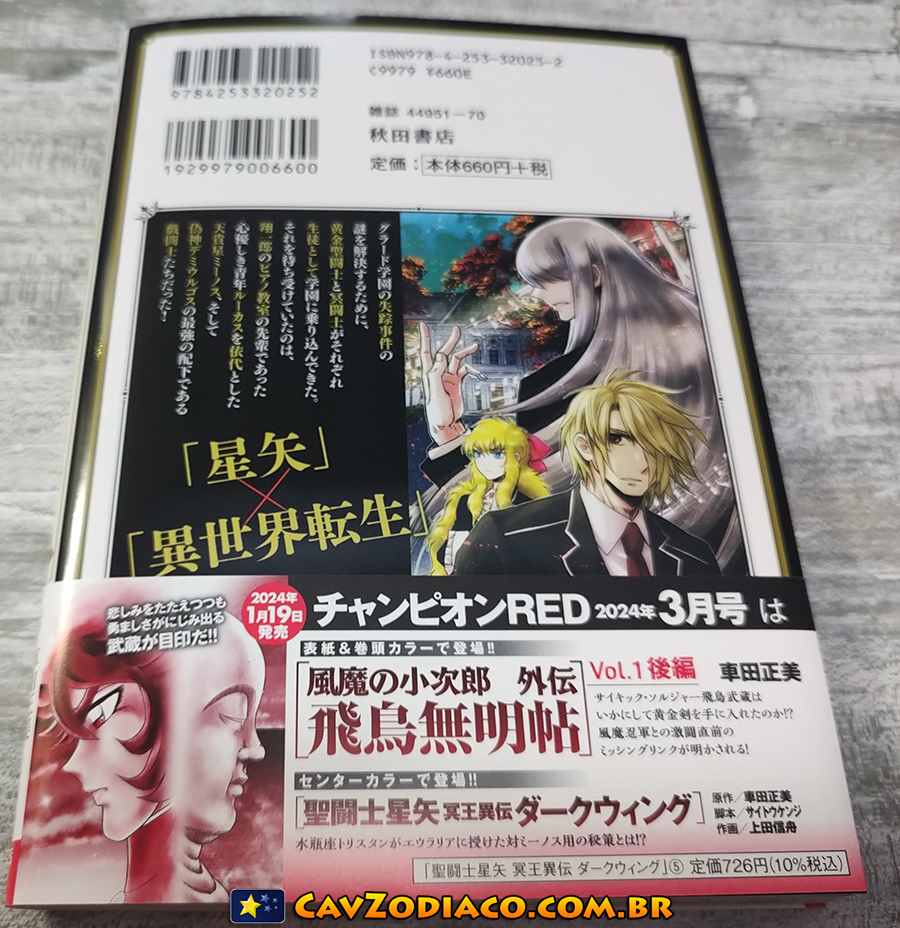 ISBN978-4-253-32025-2
C9979 ¥660E
9784253320252
雑誌 44951-70
秋田書店
定価：本体660円＋税
1929979006600
グラード学園の失踪事件の
謎を解決するために、
黄金聖闘士と冥闘士がそれぞれ
生徒として学園に乗り込んできた。
それを待ち受けていたのは、
翔一郎のピアノ教室の先輩であった
心優しき青年ルーカスを依代とした
天貴星ミーノス、そして
偽神デミウルゴスの最強の配下である
戯闘士たちだった!
「星矢」
×
「異世界転生」
悲しみをたたえつつも
勇ましさがにじみ出る
武蔵が目印だ!!
2024年
1月19日
発売
チャンピオンRED 2024年3月号は
表紙&巻頭カラーで登場!!
[風魔の小次郎 外伝
飛鳥無明帖]
Vol.1 後編 車田正美
サイキック・ソルジャー飛鳥武蔵は
いかにして黄金剣を手に入れたのか!?
風魔忍軍との激闘直前の
ミッシングリンクが明かされる!
センターカラーで登場!!
[聖闘士星矢 冥王異伝 ダークウィング]
原作/車田正美
脚本/サイトウケンジ
作画/上田信舟
水瓶座トリスタンがエウラリアに授けた対ミーノス用の秘策とは!?
「聖闘士星矢 冥王異伝 ダークウィング」⑤ 定価726円(10%税込)
CavZodiaco.com.br